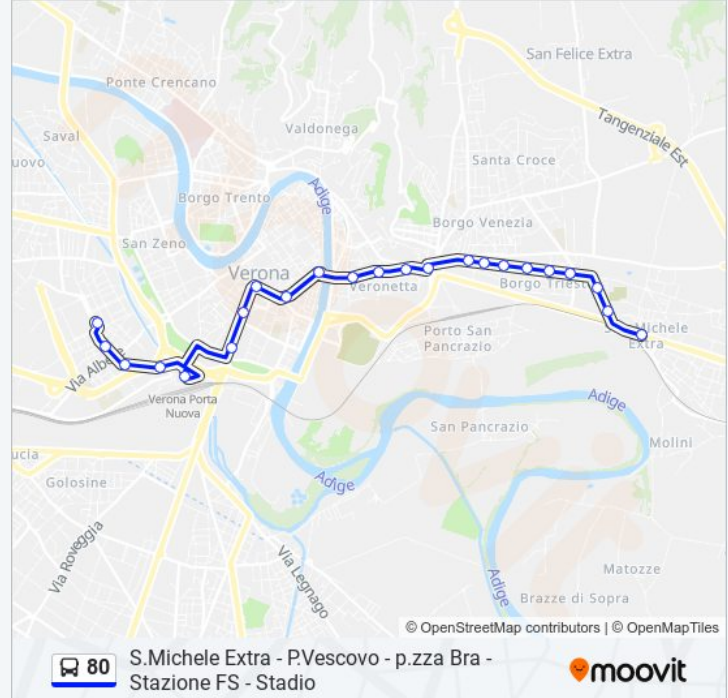 San Felice Extra
Ponte Crencano
Tangenziale Est
Valdonega
Saval
Santa Croce
uovo
Adige
Borgo Trento
Borgo Venezia
San Zeno
Verona
Veronetta
Borgo Triest
Porto San
Pancrazio
S Michele
Extra
Via Albere
Verona Porta
Nuova
Adige
San Pancrazio
Molini
ucia
Golosine
Adige
Via Roveggia
Via Legnago
Adige
Matozze
Brazze di Sopra
© OpenStreetMap contributors | © OpenMapTiles
80
S.Michele Extra - P.Vescovo - p.zza Bra -
Stazione FS - Stadio
moovit